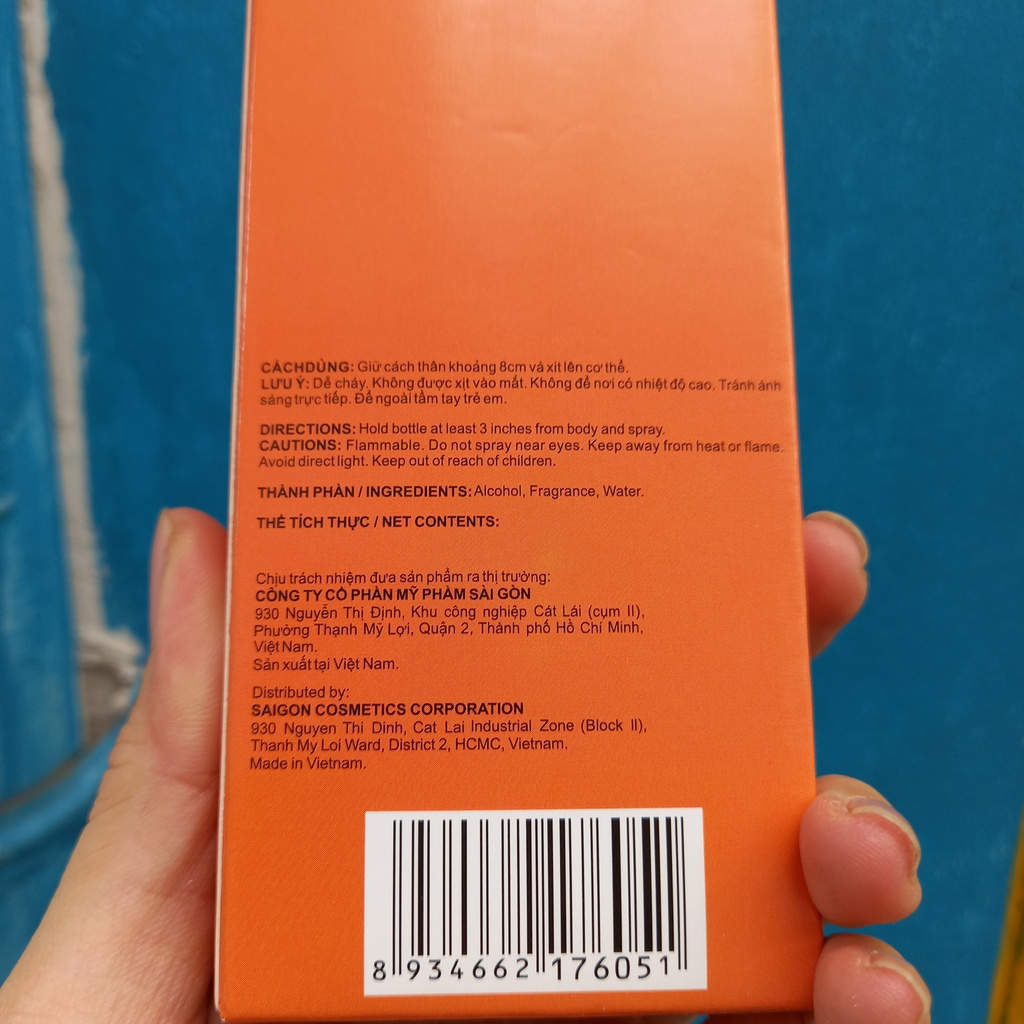 CÁCHDÙNG: Giữ cách thân khoảng 8cm và xịt lên cơ thể.
LƯU Ý: Dễ cháy. Không được xịt vào mắt. Không để nơi có nhiệt độ cao. Tránh ánh
sáng trực tiếp. Để ngoài tầm tay trẻ em.
DIRECTIONS: Hold bottle at least 3 inches from body and spray.
CAUTIONS: Flammable. Do not spray near eyes. Keep away from heat or flame.
Avoid direct light. Keep out of reach of children.
THÀNH PHẦN / INGREDIENTS: Alcohol, Fragrance, Water.
THỂ TÍCH THỰC / NET CONTENTS:
Chịu trách nhiệm đưa sản phẩm ra thị trường:
CÔNG TY CỔ PHẦN MỸ PHẨM SÀI GÒN
930 Nguyễn Thị Định, Khu công nghiệp Cát Lái (cụm II),
Phường Thạnh Mỹ Lợi, Quận 2, Thành phố Hồ Chí Minh,
Việt Nam.
Sản xuất tại Việt Nam.
Distributed by:
SAIGON COSMETICS CORPORATION
930 Nguyen Thi Dinh, Cat Lai Industrial Zone (Block II),
Thanh My Loi Ward, District 2, HCMC, Vietnam.
Made in Vietnam.
8 934662 176051